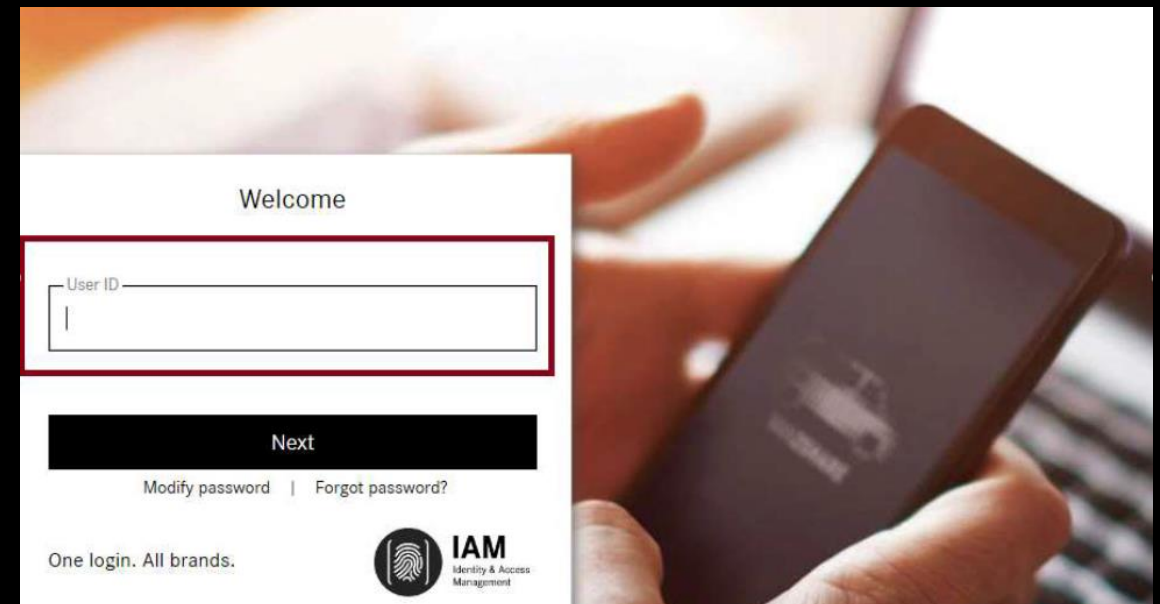 Welcome
User ID
Next
Modify password | Forgot password?
One login. All brands.
IAM
Identity & Access
Management